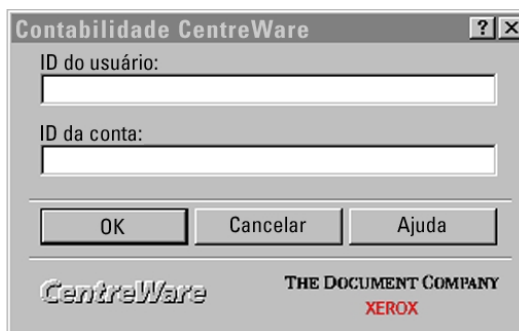 Contabilidade CentreWare
ID do usuário:
ID da conta:
OK Cancelar Ajuda
CentreWare THE DOCUMENT COMPANY
XEROX